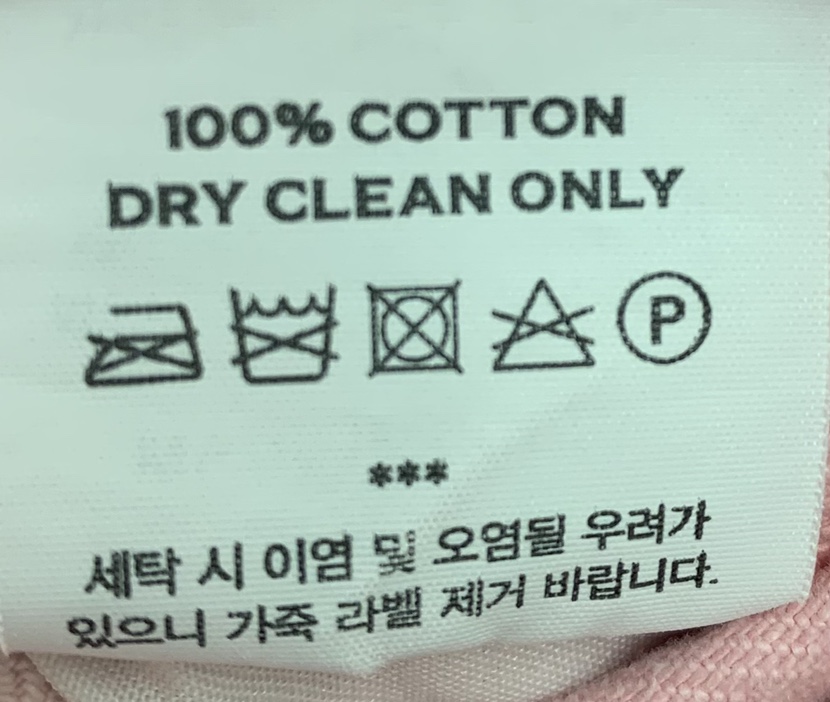 100% COTTON
DRY CLEAN ONLY
P
***
세탁 시 이염 및 오염될 우려가
있으니 가죽 라벨 제거 바랍니다.